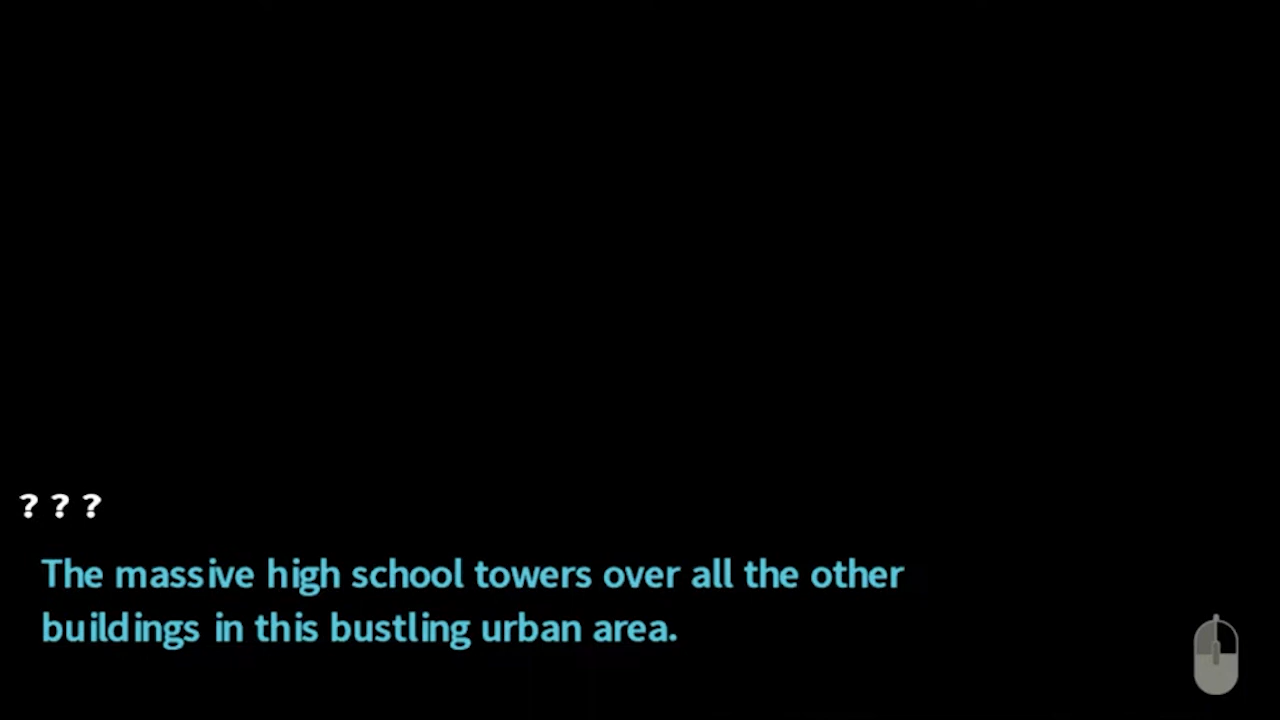 ? ? ?
The massive high school towers over all the other
buildings in this bustling urban area.